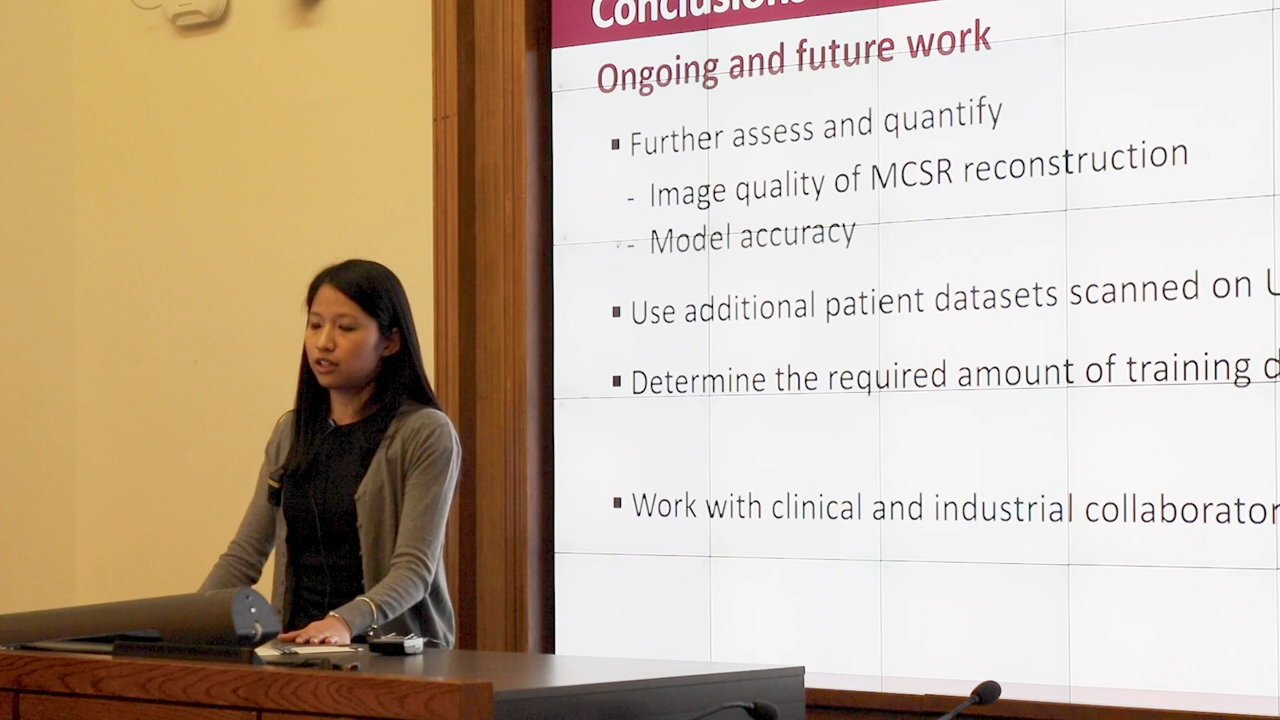 Conclusions
Ongoing and future work
▪ Further assess and quantify
- Image quality of MCSR reconstruction
- Model accuracy
▪ Use additional patient datasets scanned on
▪ Determine the required amount of training
▪ Work with clinical and industrial collaborator